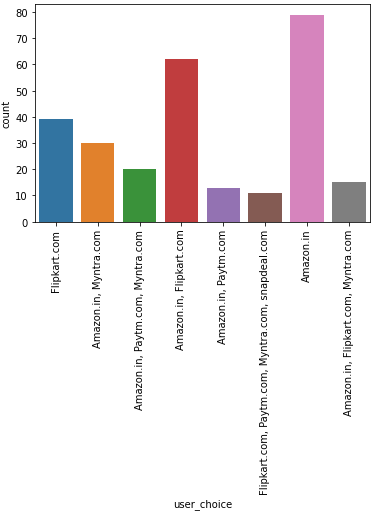 80
70
60
50
40
30
20
10
0
count
Flipkart.com
Amazon.in, Myntra.com
Amazon.in, Paytm.com, Myntra.com
Amazon.in, Flipkart.com
Amazon.in, Paytm.com
Flipkart.com, Paytm.com, Myntra.com, snapdeal.com
Amazon.in
Amazon.in, Flipkart.com, Myntra.com
user_choice